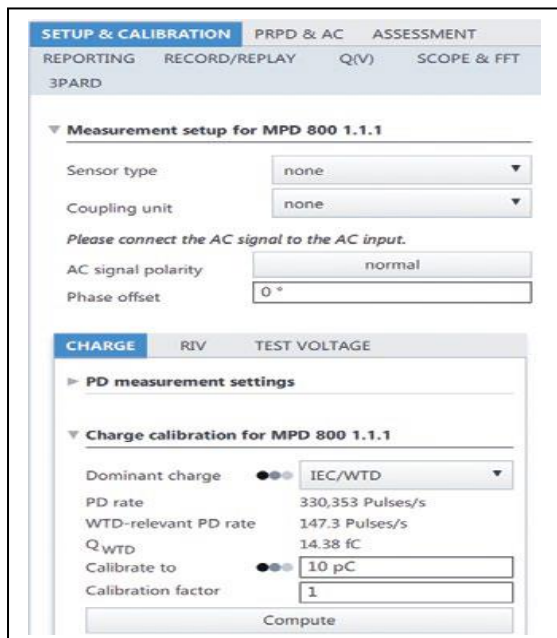 SETUP & CALIBRATION PRPD & AC ASSESSMENT
REPORTING RECORD/REPLAY Q(V) SCOPE & FFT
3PARD
Measurement setup for MPD 800 1.1.1
Sensor type none
Coupling unit none
Please connect the AC signal to the AC input.
AC signal polarity normal
Phase offset 0 °
CHARGE RIV TEST VOLTAGE
PD measurement settings
Charge calibration for MPD 800 1.1.1
Dominant charge IEC/WTD
PD rate 330,353 Pulses/s
WTD-relevant PD rate 147.3 Pulses/s
QWTD 14.38 fC
Calibrate to 10 pC
Calibration factor 1
Compute